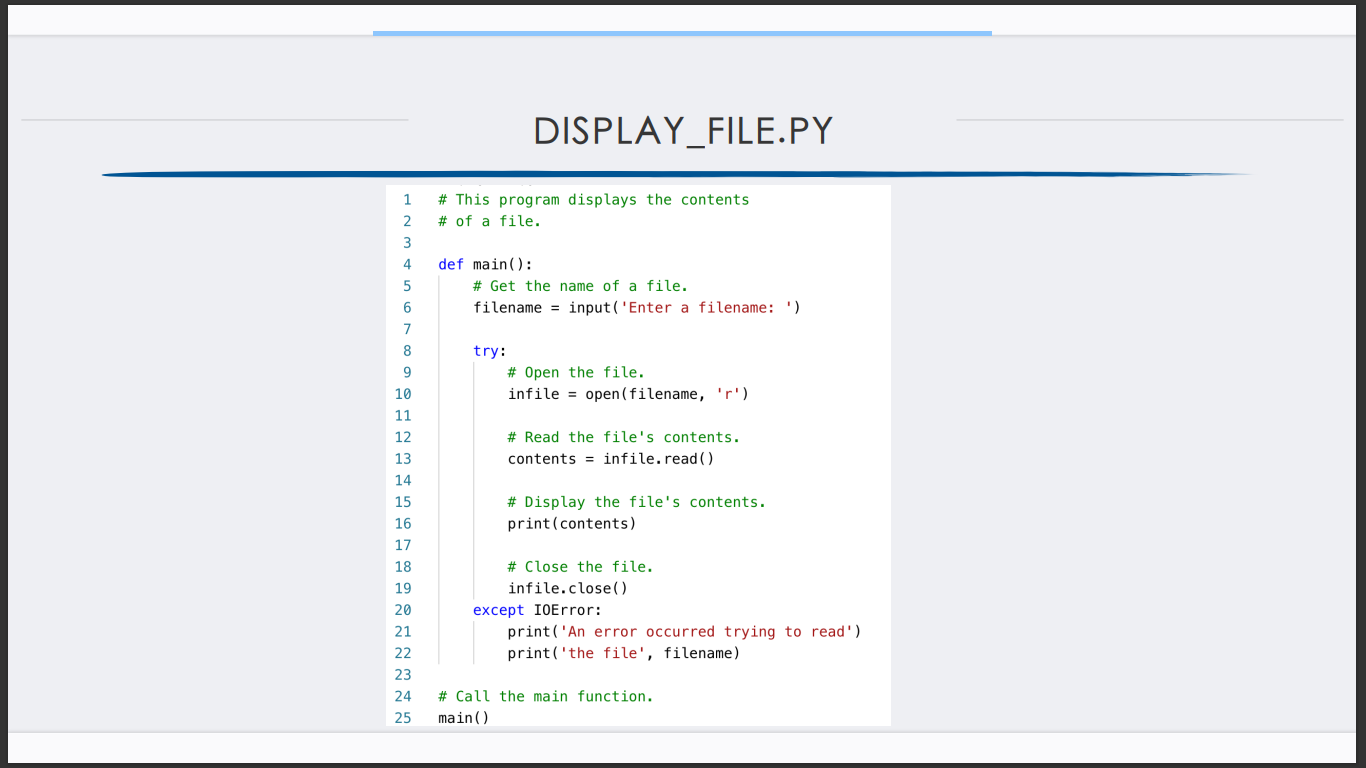 DISPLAY_FILE.PY
1 # This program displays the contents
2 # of a file.
3
4 def main():
5     # Get the name of a file.
6     filename = input('Enter a filename: ')
7
8     try:
9         # Open the file.
10         infile = open(filename, 'r')
11
12         # Read the file's contents.
13         contents = infile.read()
14
15         # Display the file's contents.
16         print(contents)
17
18         # Close the file.
19         infile.close()
20     except IOError:
21         print('An error occurred trying to read')
22         print('the file', filename)
23
24 # Call the main function.
25 main()